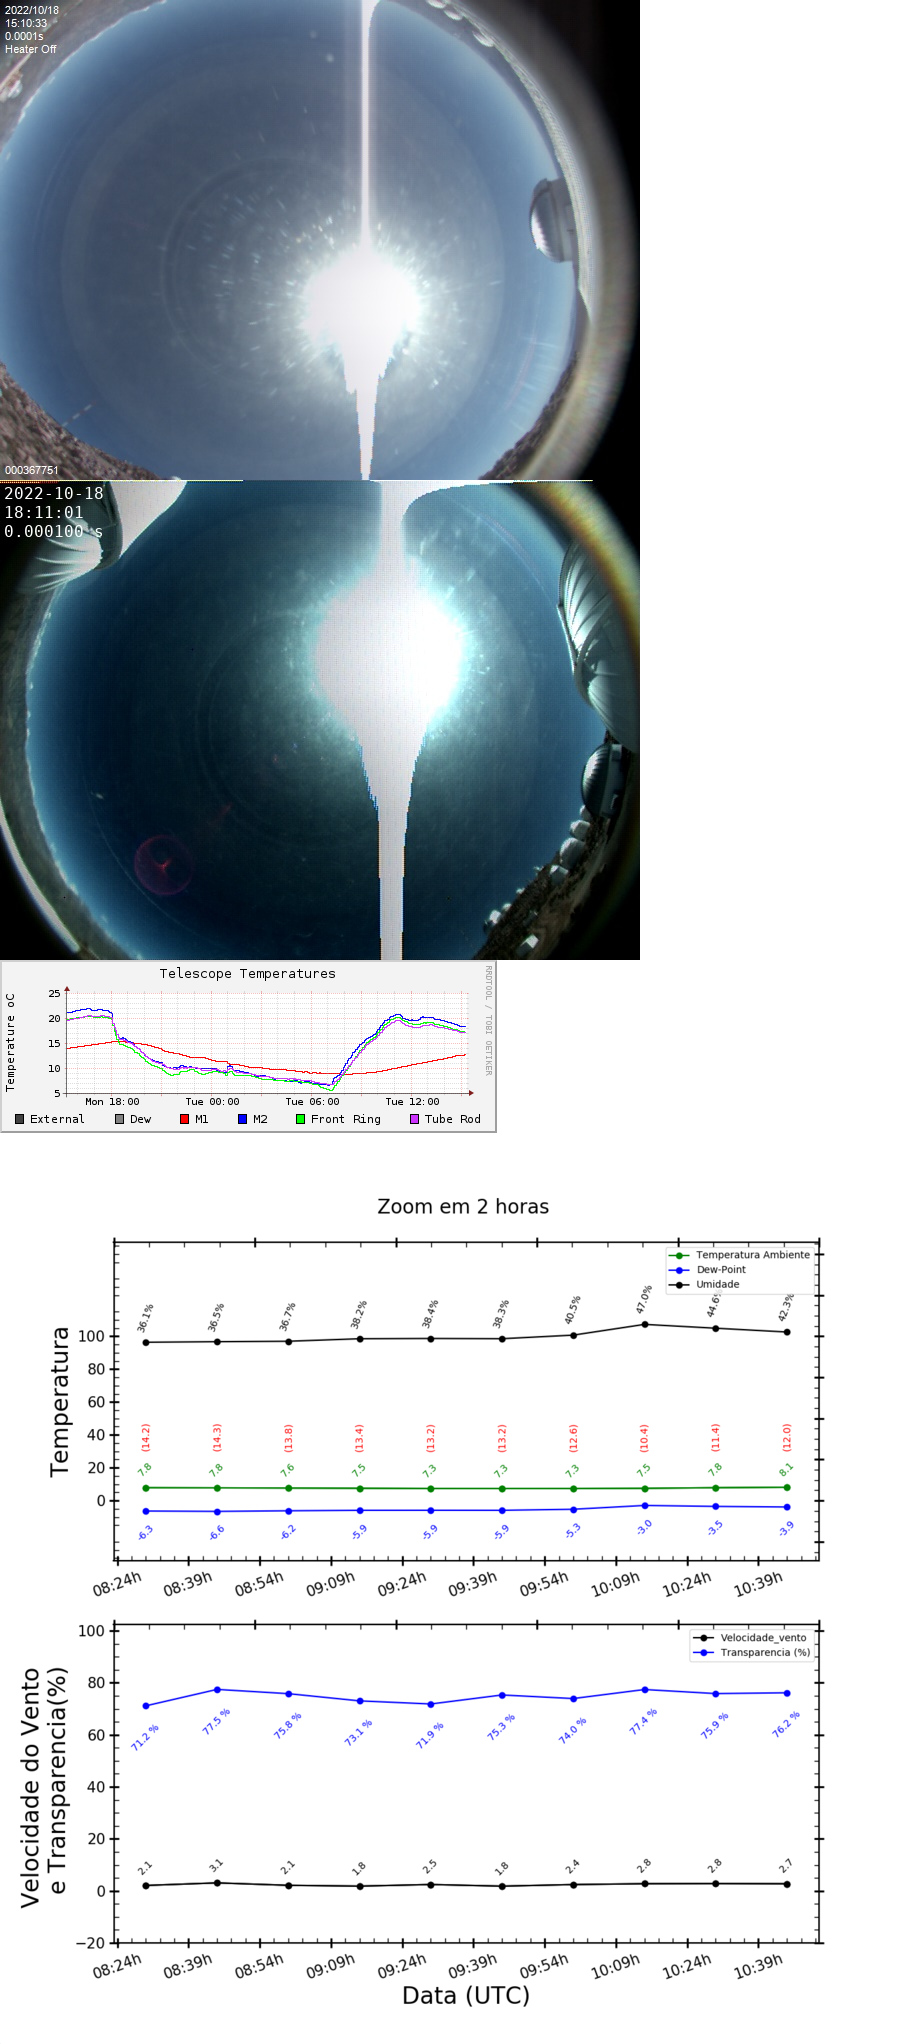 2022/10/18
15:10:33
0.0001s
Heater Off
000367751
2022-10-18
18:11:01
0.000100 s
Telescope Temperatures
RRDTOOL / TOBI OETIKER
Temperature oC
25
20
15
10
5
Mon 18:00 Tue 00:00 Tue 06:00 Tue 12:00
External Dew M1 M2 Front Ring Tube Rod
Zoom em 2 horas
Temperatura Ambiente
Dew-Point
Umidade
36.1% 36.5% 36.7% 38.2% 38.4% 38.3% 40.5% 47.0% 44.6% 42.3%
Temperatura
100
80
60
40
20
0
(14.2) (14.3) (13.8) (13.4) (13.2) (13.2) (12.6) (10.4) (11.4) (12.0)
7.8 7.8 7.6 7.5 7.3 7.3 7.3 7.5 7.8 8.1
-6.3 -6.6 -6.2 -5.9 -5.9 -5.9 -5.3 -3.0 -3.5 -3.9
08:24h 08:39h 08:54h 09:09h 09:24h 09:39h 09:54h 10:09h 10:24h 10:39h
Velocidade_vento
Transparencia (%)
Velocidade do Vento
e Transparencia(%)
100
80
60
40
20
0
−20
71.2 % 77.5 % 75.8 % 73.1 % 71.9 % 75.3 % 74.0 % 77.4 % 75.9 % 76.2 %
2.1 3.1 2.1 1.8 2.5 1.8 2.4 2.8 2.8 2.7
08:24h 08:39h 08:54h 09:09h 09:24h 09:39h 09:54h 10:09h 10:24h 10:39h
Data (UTC)